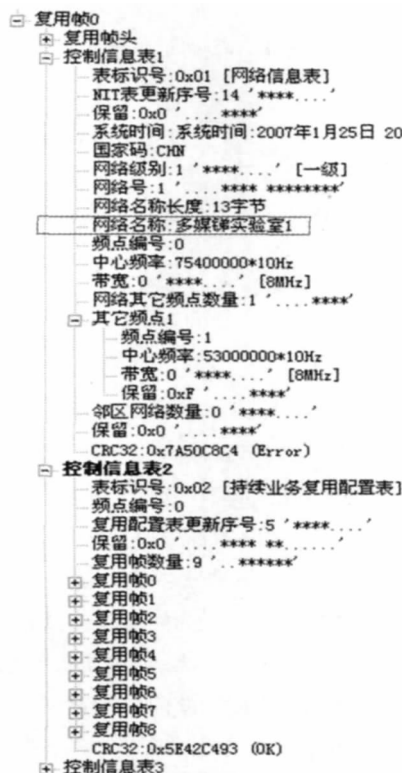 复用帧0
复用帧头
控制信息表1
表标识号:0x01 [网络信息表]
NIT表更新序号:14 '****....'
保留:0x0 '....****'
系统时间:系统时间:2007年1月25日 20
国家码:CHN
网络级别:1 '****....' [一级]
网络号:1 '....**** ********'
网络名称长度:13字节
网络名称:多媒锑实验室1
频点编号:0
中心频率:75400000*10Hz
带宽:0 '****....' [8MHz]
网络其它频点数量:1 '....****'
其它频点1
频点编号:1
中心频率:53000000*10Hz
带宽:0 '****....' [8MHz]
保留:0xF '....****'
邻区网络数量:0 '****....'
保留:0x0 '....****'
CRC32:0x7A50C8C4 (Error)
控制信息表2
表标识号:0x02 [持续业务复用配置表]
频点编号:0
复用配置表更新序号:5 '****....'
保留:0x0 '....**** **......'
复用帧数量:9 '..******'
复用帧0
复用帧1
复用帧2
复用帧3
复用帧4
复用帧5
复用帧6
复用帧7
复用帧8
CRC32:0x5E42C493 (OK)
控制信息表3